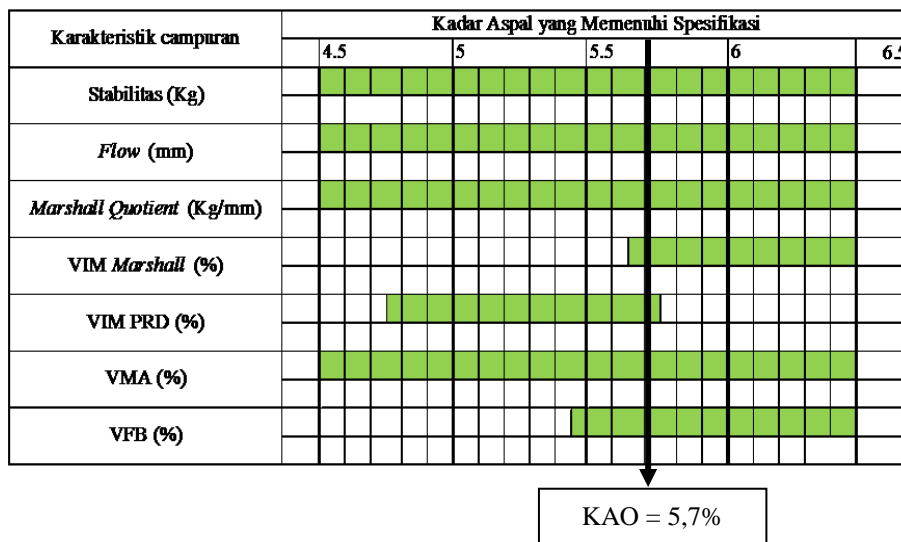 Karakteristik campuran
Kadar Aspal yang Memenuhi Spesifikasi
4.5 5 5.5 6 6.5
Stabilitas (Kg)
Flow (mm)
Marshall Quotient (Kg/mm)
VIM Marshall (%)
VIM PRD (%)
VMA (%)
VFB (%)
KAO = 5,7%